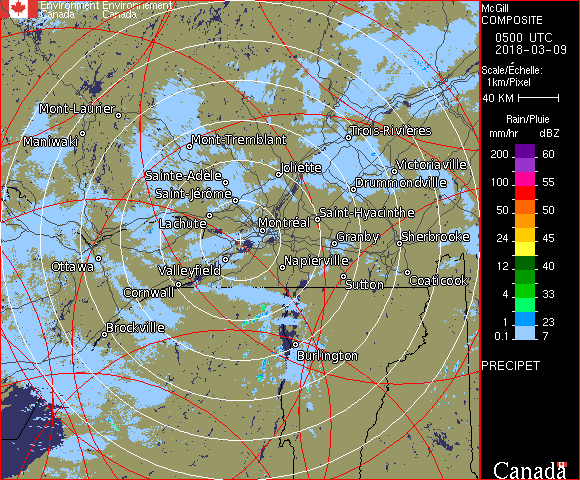 Environment Environnement
Canada Canada
McGill
COMPOSITE
0500 UTC
2018-03-09
Scale/Échelle:
1km/Pixel
40 KM
Rain/Pluie
mm/hr dBZ
200 60
100 55
50 50
24 45
12 40
4 33
1 23
0.1 7
PRECIPET
Canada
Mont-Laurier
Maniwaki
Mont-Tremblant
Trois-Rivières
Sainte-Adèle
Joliette
Victoriaville
Saint-Jérôme
Drummondville
Lachute
Montréal
Saint-Hyacinthe
Granby
Sherbrooke
Ottawa
Valleyfield
Napierville
Cornwall
Sutton
Coaticook
Brockville
Burlington